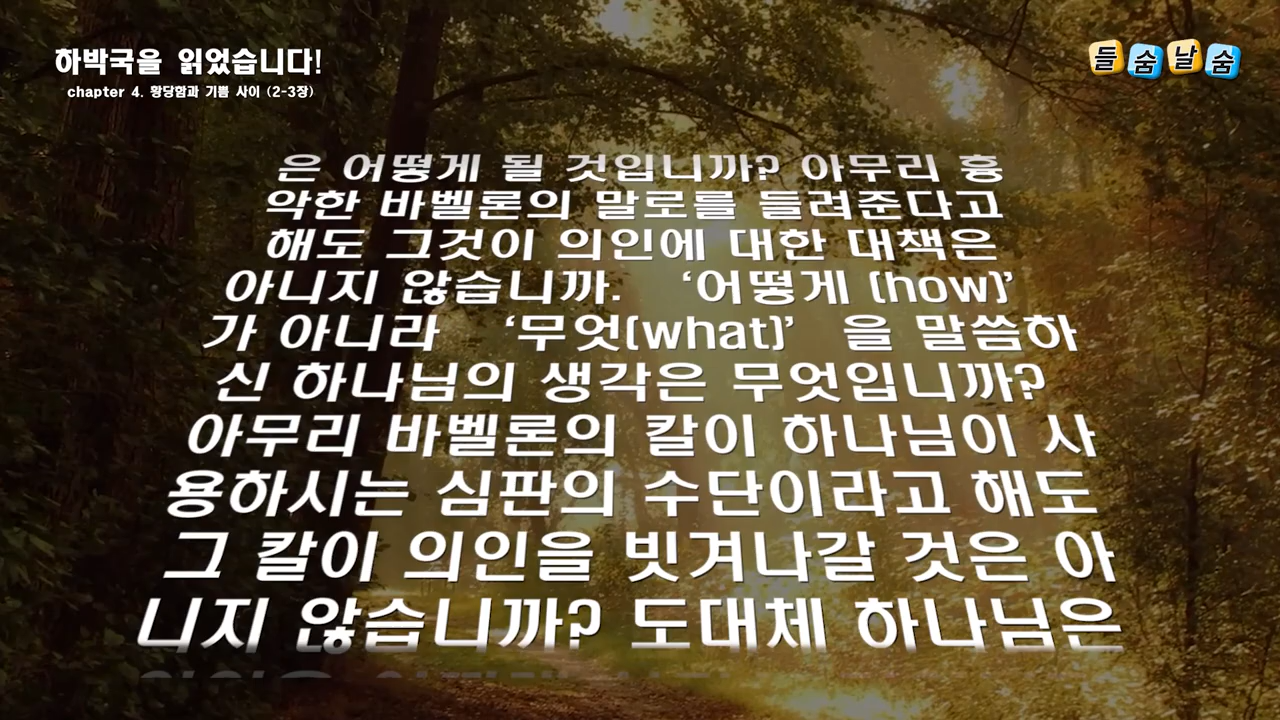 하박국을 읽었습니다!
chapter 4. 황당함과 기쁨 사이 (2-3장)
들숨날숨
은 어떻게 될 것입니까? 아무리 흉
악한 바벨론의 말로를 들려준다고
해도 그것이 의인에 대한 대책은
아니지 않습니까. ‘어떻게 (how)’
가 아니라 ‘무엇(what)’ 을 말씀하
신 하나님의 생각은 무엇입니까?
아무리 바벨론의 칼이 하나님이 사
용하시는 심판의 수단이라고 해도
그 칼이 의인을 빗겨나갈 것은 아
니지 않습니까? 도대체 하나님은